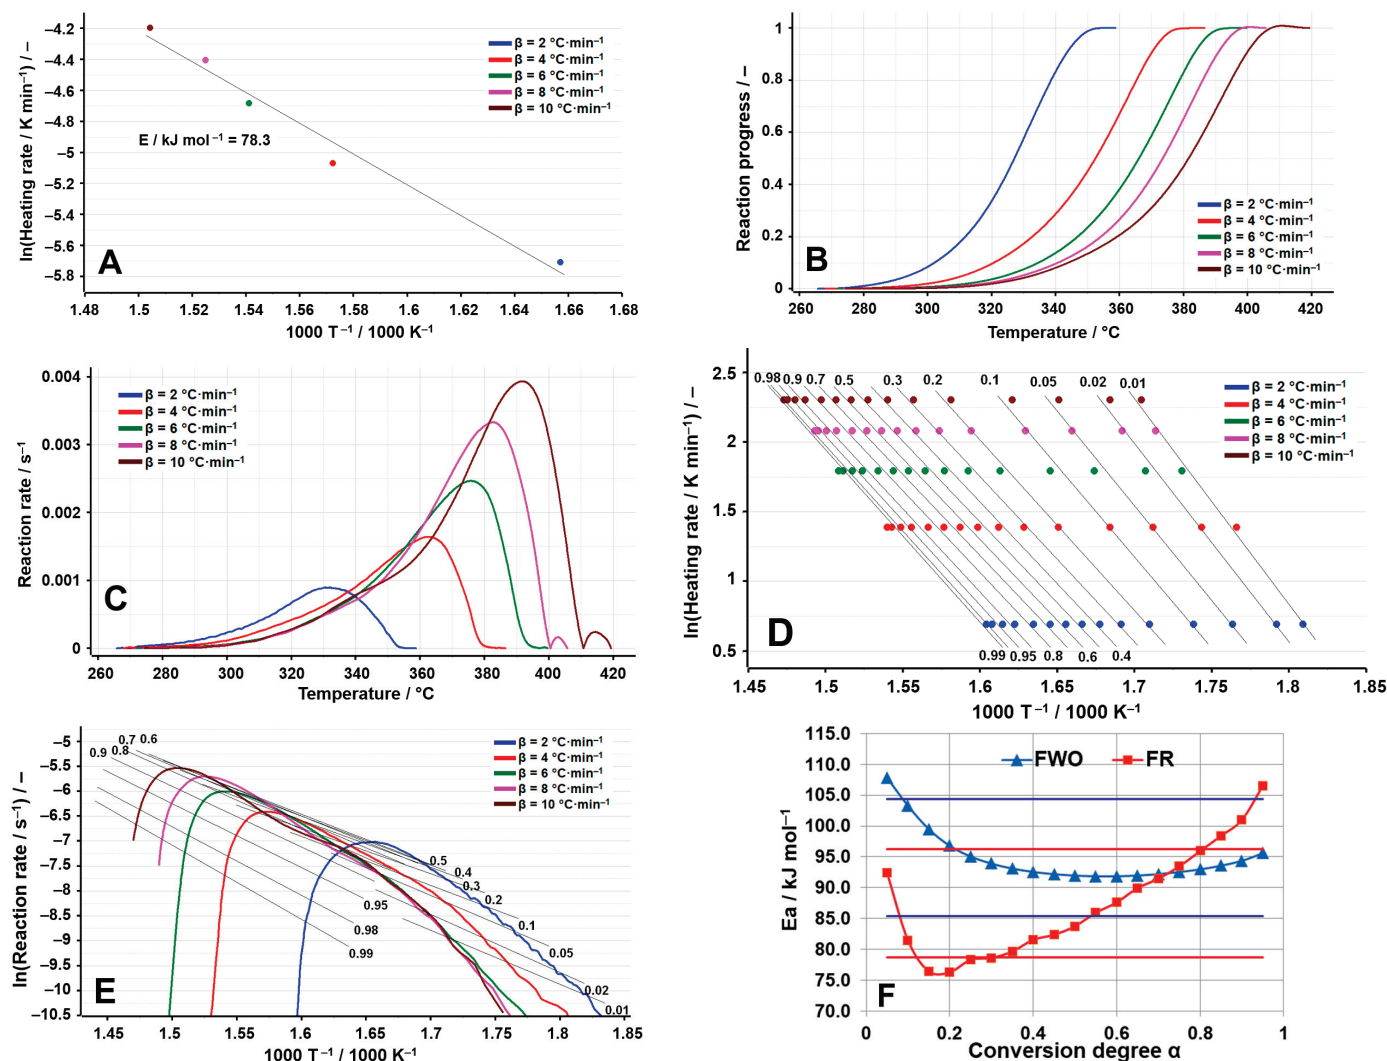 ln(Heating rate / K min⁻¹) / –
–4.2
–4.4
–4.6
–4.8
–5
–5.2
–5.4
–5.6
–5.8
β = 2 °C·min⁻¹
β = 4 °C·min⁻¹
β = 6 °C·min⁻¹
β = 8 °C·min⁻¹
β = 10 °C·min⁻¹
E / kJ mol⁻¹ = 78.3
A
1.48 1.5 1.52 1.54 1.56 1.58 1.6 1.62 1.64 1.66 1.68
1000 T⁻¹ / 1000 K⁻¹
Reaction progress / –
1
0.8
0.6
0.4
0.2
0
β = 2 °C·min⁻¹
β = 4 °C·min⁻¹
β = 6 °C·min⁻¹
β = 8 °C·min⁻¹
β = 10 °C·min⁻¹
B
260 280 300 320 340 360 380 400 420
Temperature / °C
Reaction rate / s⁻¹
0.004
0.003
0.002
0.001
0
β = 2 °C·min⁻¹
β = 4 °C·min⁻¹
β = 6 °C·min⁻¹
β = 8 °C·min⁻¹
β = 10 °C·min⁻¹
C
260 280 300 320 340 360 380 400 420
Temperature / °C
ln(Heating rate / K min⁻¹) / –
2.5
2
1.5
1
0.5
0.98 0.9 0.7 0.5 0.3 0.2 0.1 0.05 0.02 0.01
β = 2 °C·min⁻¹
β = 4 °C·min⁻¹
β = 6 °C·min⁻¹
β = 8 °C·min⁻¹
β = 10 °C·min⁻¹
D
0.99 0.95 0.8 0.6 0.4
1.45 1.5 1.55 1.6 1.65 1.7 1.75 1.8 1.85
1000 T⁻¹ / 1000 K⁻¹
ln(Reaction rate / s⁻¹) / –
–5
–5.5
–6
–6.5
–7
–7.5
–8
–8.5
–9
–9.5
–10
–10.5
0.7 0.6
0.9 0.8
β = 2 °C·min⁻¹
β = 4 °C·min⁻¹
β = 6 °C·min⁻¹
β = 8 °C·min⁻¹
β = 10 °C·min⁻¹
0.5
0.4
0.3
0.2
0.95
0.1
0.98
0.99
0.05
0.02
0.01
E
1.45 1.5 1.55 1.6 1.65 1.7 1.75 1.8 1.85
1000 T⁻¹ / 1000 K⁻¹
Ea / kJ mol⁻¹
115.0
110.0
105.0
100.0
95.0
90.0
85.0
80.0
75.0
70.0
FWO FR
F
0 0.2 0.4 0.6 0.8 1
Conversion degree α